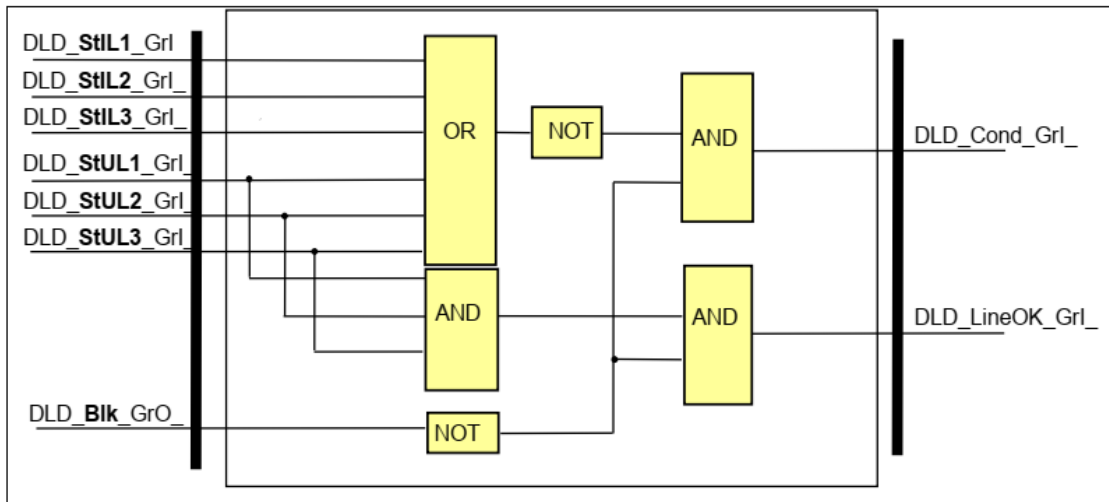 DLD_StIL1_GrI
DLD_StIL2_GrI_
DLD_StIL3_GrI_
DLD_StUL1_GrI_
DLD_StUL2_GrI_
DLD_StUL3_GrI_
DLD_Blk_GrO_
OR
AND
NOT
NOT
AND
AND
DLD_Cond_GrI_
DLD_LineOK_GrI_